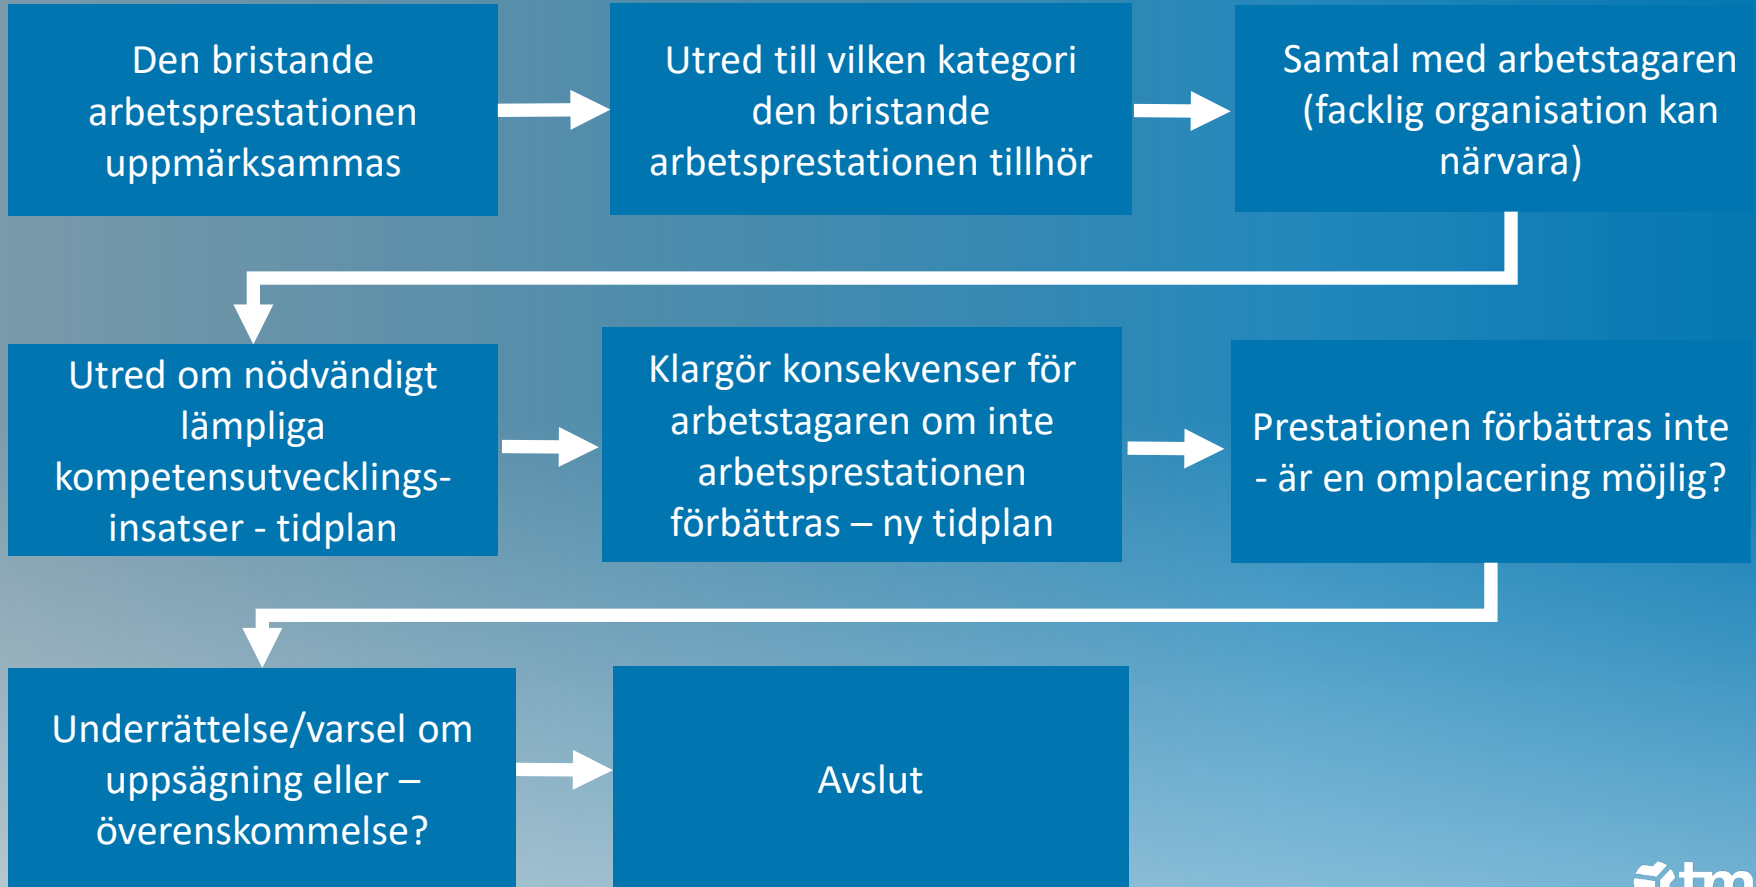 Den bristande
arbetsprestationen
uppmärksammas
Utred till vilken kategori
den bristande
arbetsprestationen tillhör
Samtal med arbetstagaren
(facklig organisation kan
närvara)
Utred om nödvändigt
lämpliga
kompetensutvecklings-
insatser - tidplan
Klargör konsekvenser för
arbetstagaren om inte
arbetsprestationen
förbättras – ny tidplan
Prestationen förbättras inte
- är en omplacering möjlig?
Underrättelse/varsel om
uppsägning eller –
överenskommelse?
Avslut